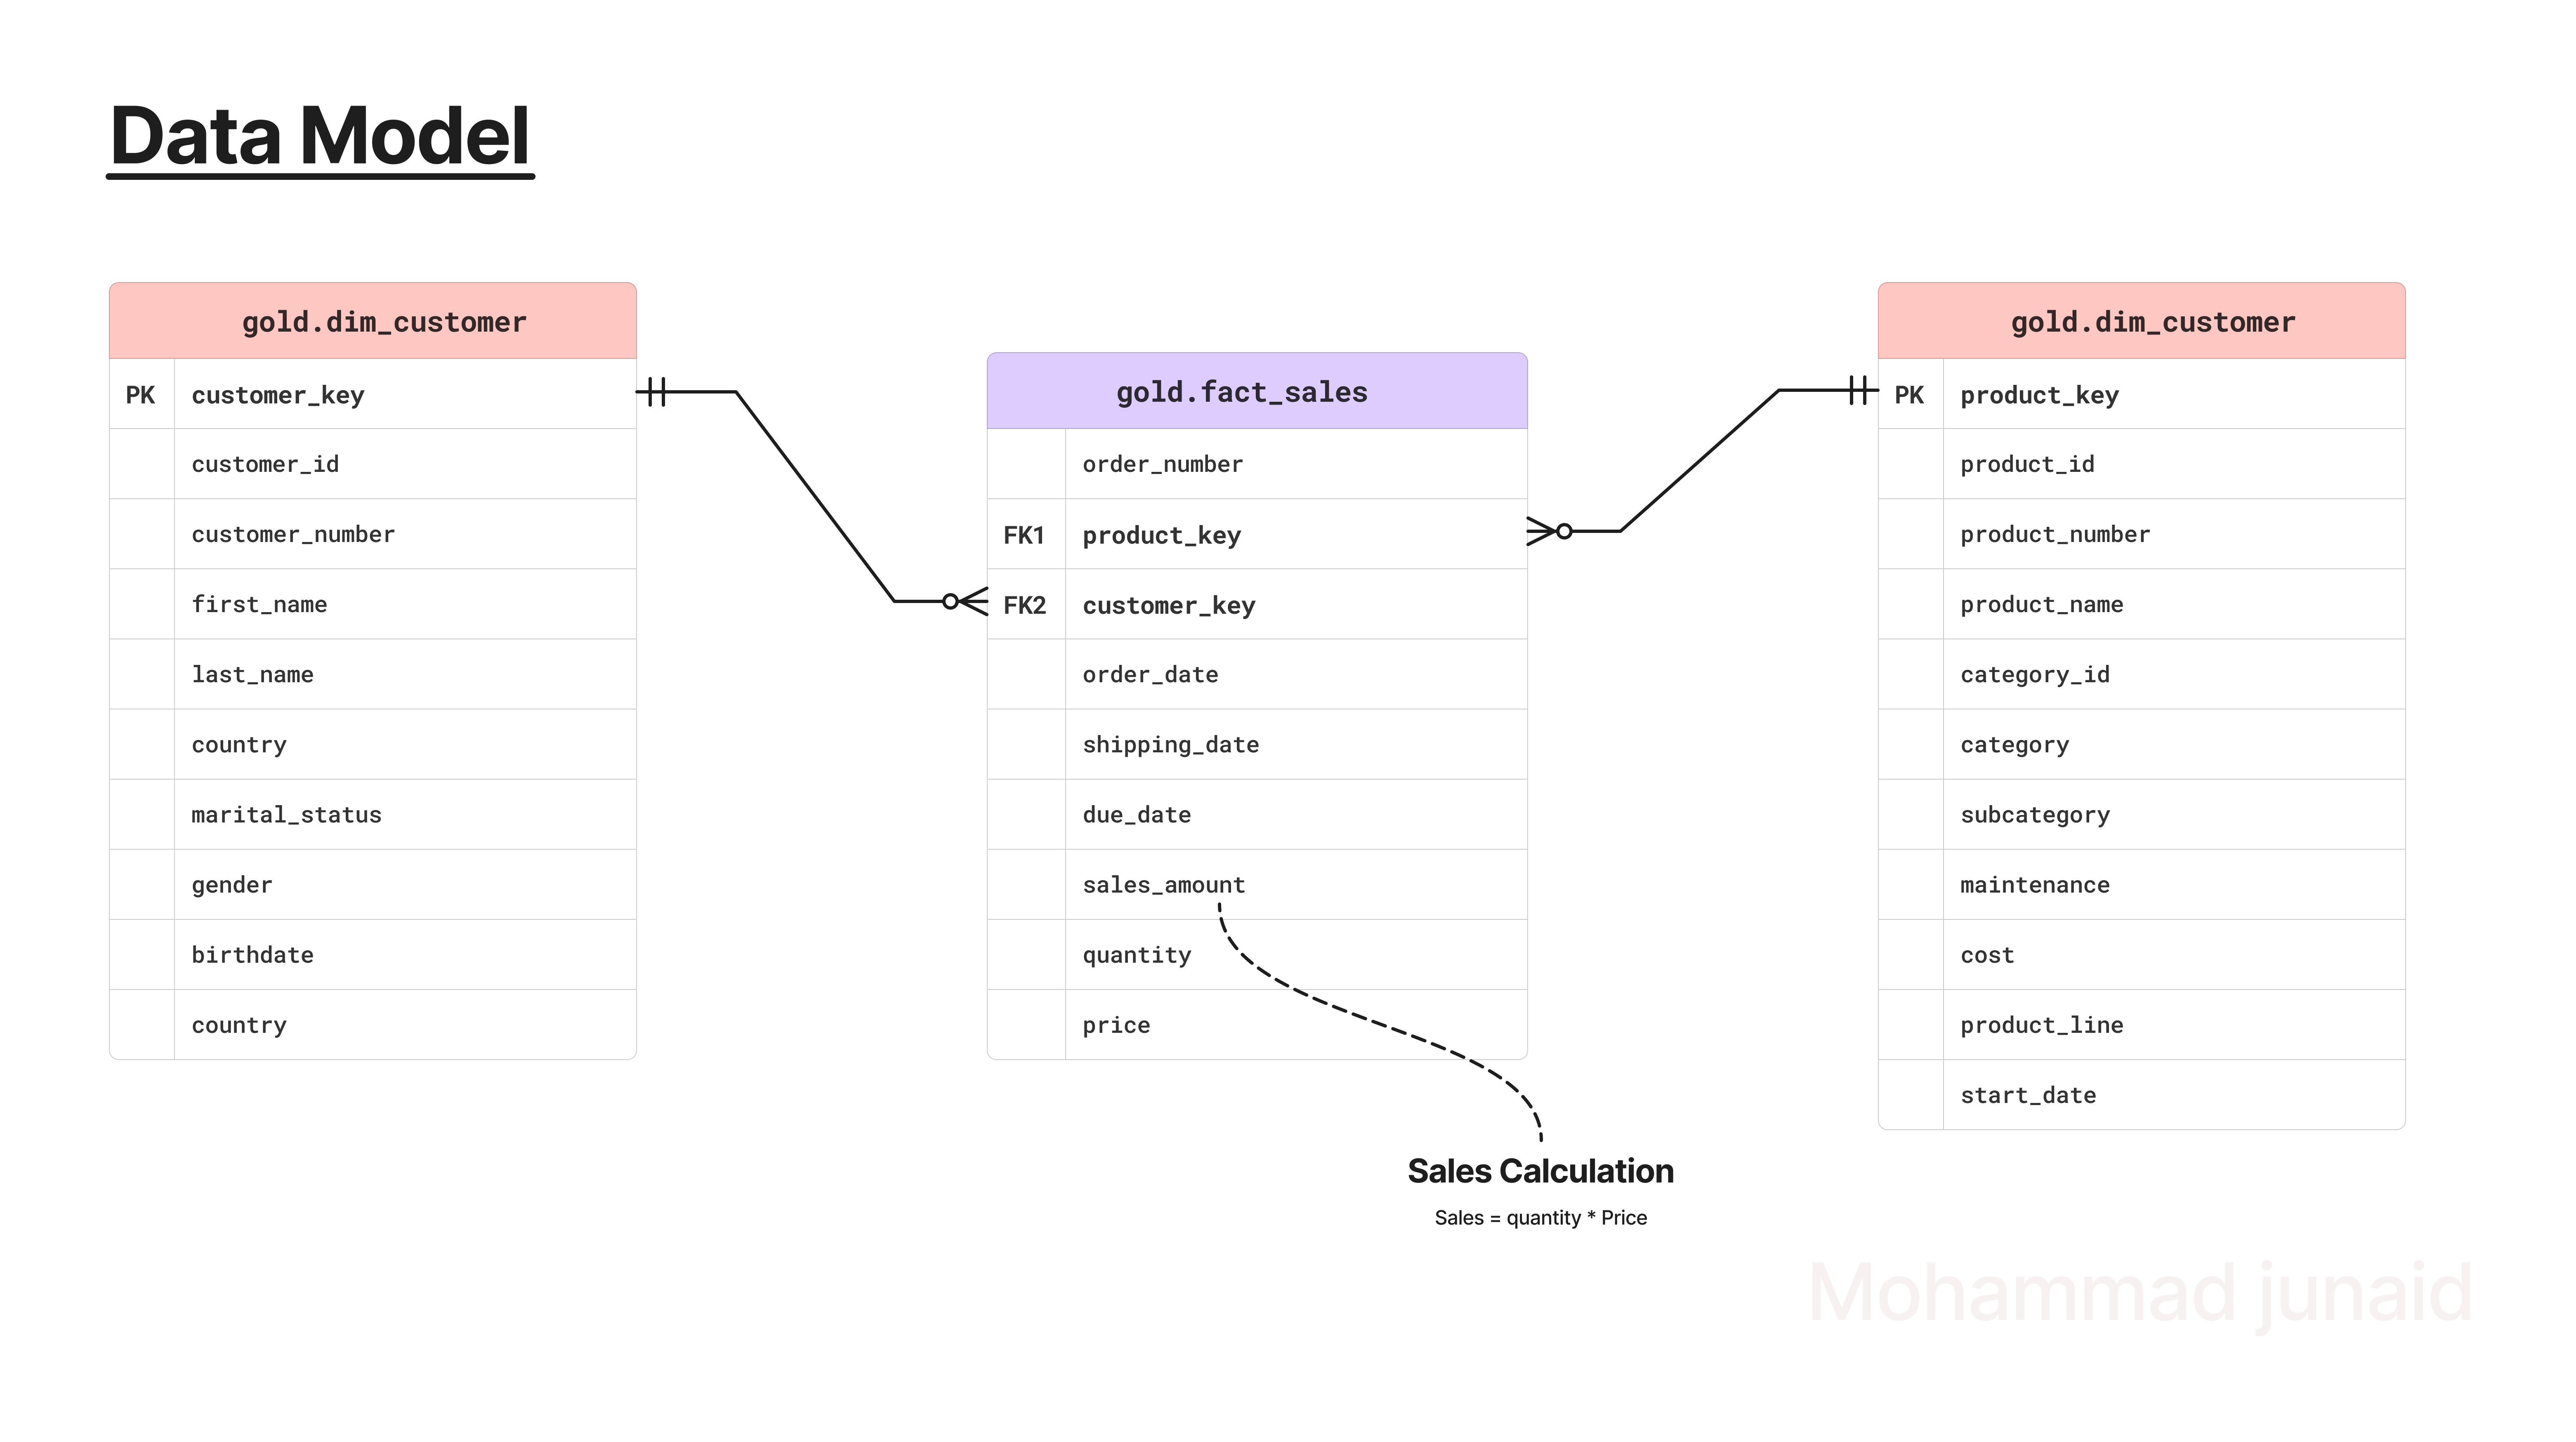 Data Model
gold.dim_customer
PK customer_key
customer_id
customer_number
first_name
last_name
country
marital_status
gender
birthdate
country
gold.fact_sales
order_number
FK1 product_key
FK2 customer_key
order_date
shipping_date
due_date
sales_amount
quantity
price
Sales Calculation
Sales = quantity * Price
gold.dim_customer
PK product_key
product_id
product_number
product_name
category_id
category
subcategory
maintenance
cost
product_line
start_date
Mohammad junaid